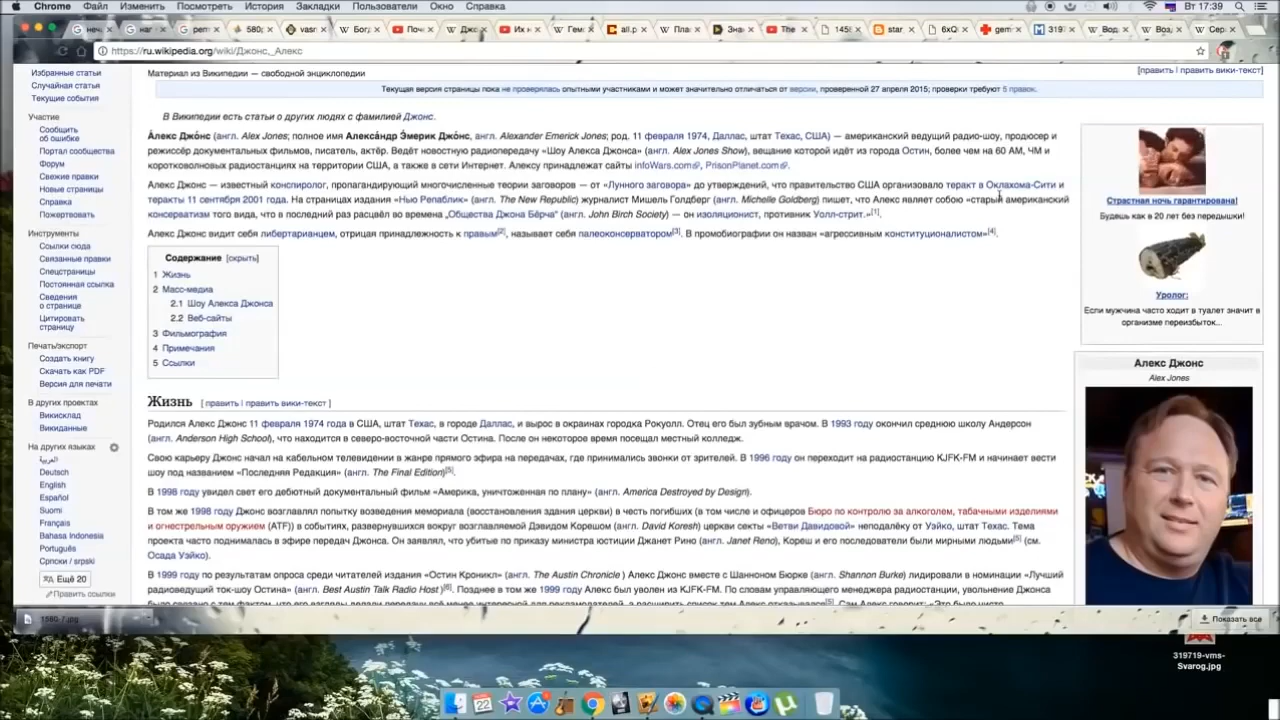 Chrome Файл Изменить Посмотреть История Закладки Пользователи Окно Справка Вт 17:39
https://ru.wikipedia.org/wiki/Джонс,_Алекс
Избранные статьи
Случайная статья
Текущие события
Участие
Сообщить
об ошибке
Портал сообщества
Форум
Свежие правки
Новые страницы
Справка
Пожертвовать
Инструменты
Ссылки сюда
Связанные правки
Спецстраницы
Постоянная ссылка
Сведения
о странице
Цитировать
страницу
Печать/экспорт
Создать книгу
Скачать как PDF
Версия для печати
В других проектах
Викисклад
Викиданные
На других языках
العربية
Deutsch
English
Español
Suomi
Français
Bahasa Indonesia
Português
Српски / srpski
Ещё 20
Править ссылки
Материал из Википедии — свободной энциклопедии
[править | править вики-текст]
Текущая версия страницы пока не проверялась опытными участниками и может значительно отличаться от версии, проверенной 27 апреля 2015; проверки требуют 5 правок.
В Википедии есть статьи о других людях с фамилией Джонс.
А́лекс Джо́нс (англ. Alex Jones; полное имя Алекса́ндр Э́мерик Джо́нс, англ. Alexander Emerick Jones; род. 11 февраля 1974, Даллас, штат Техас, США) — американский ведущий радио-шоу, продюсер и
режиссёр документальных фильмов, писатель, актёр. Ведёт новостную радиопередачу «Шоу Алекса Джонса» (англ. Alex Jones Show), вещание которой идёт из города Остин, более чем на 60 AM, ЧМ и
коротковолновых радиостанциях на территории США, а также в сети Интернет. Алексу принадлежат сайты infoWars.com, PrisonPlanet.com.
Алекс Джонс — известный конспиролог, пропагандирующий многочисленные теории заговоров — от «Лунного заговора» до утверждений, что правительство США организовало теракт в Оклахома-Сити и
теракты 11 сентября 2001 года. На страницах издания «Нью Репаблик» (англ. The New Republic) журналист Мишель Голдберг (англ. Michelle Goldberg) пишет, что Алекс являет собою «старый американский
консерватизм того вида, что в последний раз расцвёл во времена „Общества Джона Бёрча“ (англ. John Birch Society) — он изоляционист, противник Уолл-стрит.»[1].
Алекс Джонс видит себя либертарианцем, отрицая принадлежность к правым[2], называет себя палеоконсерватором[3]. В промобиографии он назван «агрессивным конституционалистом»[4].
Содержание [скрыть]
1 Жизнь
2 Масс-медиа
2.1 Шоу Алекса Джонса
2.2 Веб-сайты
3 Фильмография
4 Примечания
5 Ссылки
Жизнь [ править | править вики-текст ]
Родился Алекс Джонс 11 февраля 1974 года в США, штат Техас, в городе Даллас, и вырос в окраинах городка Рокуолл. Отец его был зубным врачом. В 1993 году окончил среднюю школу Андерсон
(англ. Anderson High School), что находится в северо-восточной части Остина. После он некоторое время посещал местный колледж.
Свою карьеру Джонс начал на кабельном телевидении в жанре прямого эфира на передачах, где принимались звонки от зрителей. В 1996 году он переходит на радиостанцию KJFK-FM и начинает вести
шоу под названием «Последняя Редакция» (англ. The Final Edition)[5].
В 1998 году увидел свет его дебютный документальный фильм «Америка, уничтоженная по плану» (англ. America Destroyed by Design).
В том же 1998 году Джонс возглавлял попытку возведения мемориала (восстановления здания церкви) в честь погибших (в том числе и офицеров Бюро по контролю за алкоголем, табачными изделиями
и огнестрельным оружием (ATF)) в событиях, развернувшихся вокруг возглавляемой Дэвидом Корешом (англ. David Koresh) церкви секты «Ветви Давидовой» неподалёку от Уэйко, штат Техас. Тема
проекта часто поднималась в эфире передач Джонса. Он заявлял, что убитые по приказу министра юстиции Джанет Рино (англ. Janet Reno), Кореш и его последователи были мирными людьми[5] (см.
Осада Уэйко).
В 1999 году по результатам опроса среди читателей издания «Остин Кроникл» (англ. The Austin Chronicle ) Алекс Джонс вместе с Шанноном Бюрке (англ. Shannon Burke) лидировали в номинации «Лучший
радиоведущий ток-шоу Остина» (англ. Best Austin Talk Radio Host )[6]. Позднее в том же 1999 году Алекс был уволен из KJFK-FM. По словам управляющего менеджера радиостанции, увольнение Джонса
Страстная ночь гарантирована!
Будешь как в 20 лет без передышки!
Уролог:
Если мужчина часто ходит в туалет значит в
организме переизбыток...
Алекс Джонс
Alex Jones
1580-7.jpg
Показать все
319719-vms-
Svarog.jpg